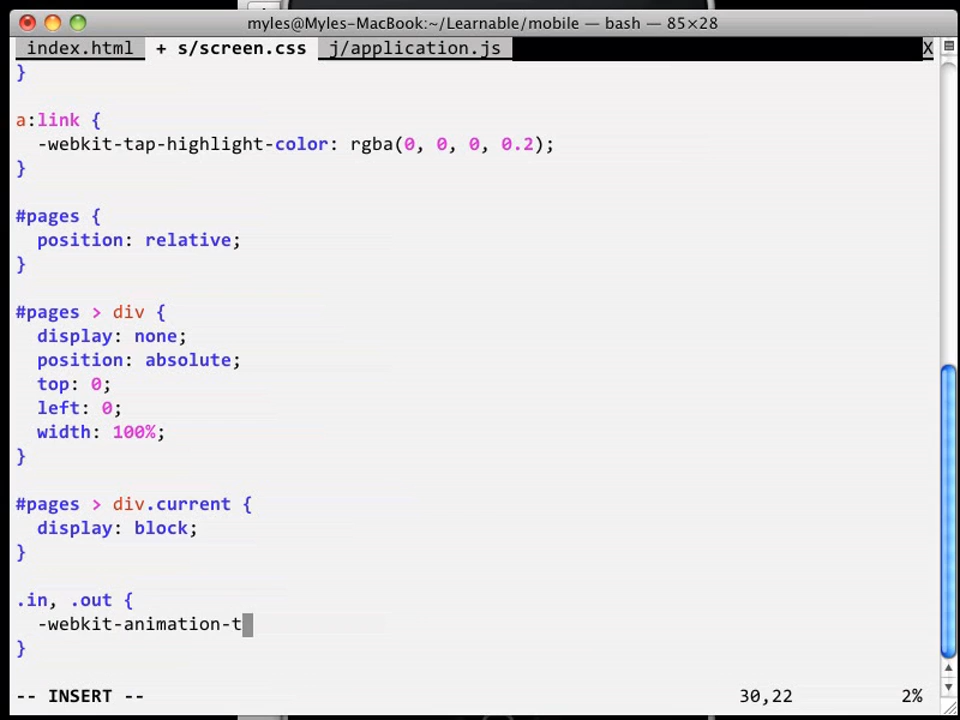 myles@Myles-MacBook:~/Learnable/mobile — bash — 85×28
index.html + s/screen.css j/application.js X
}
a:link {
-webkit-tap-highlight-color: rgba(0, 0, 0, 0.2);
}
#pages {
position: relative;
}
#pages > div {
display: none;
position: absolute;
top: 0;
left: 0;
width: 100%;
}
#pages > div.current {
display: block;
}
.in, .out {
-webkit-animation-t
}
-- INSERT -- 30,22 2%